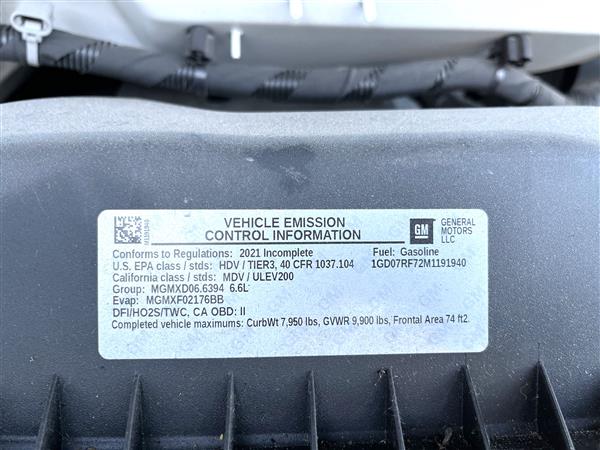 VEHICLE EMISSION
CONTROL INFORMATION
GM
GENERAL
MOTORS
LLC
Conforms to Regulations: 2021 Incomplete
Fuel: Gasoline
U.S. EPA class / stds: HDV / TIER3, 40 CFR 1037.104
1GD07RF72M1191940
California class / stds: MDV / ULEV200
Group: MGMXD06.6394 6.6L
Evap: MGMXF02176BB
DFI/HO2S/TWC, CA OBD: II
Completed vehicle maximums: CurbWt 7,950 lbs, GVWR 9,900 lbs, Frontal Area 74 ft2.